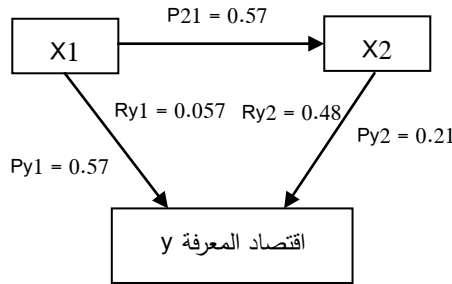 P21 = 0.57
X1
X2
Ry1 = 0.057
Ry2 = 0.48
Py1 = 0.57
Py2 = 0.21
اقتصاد المعرفة y